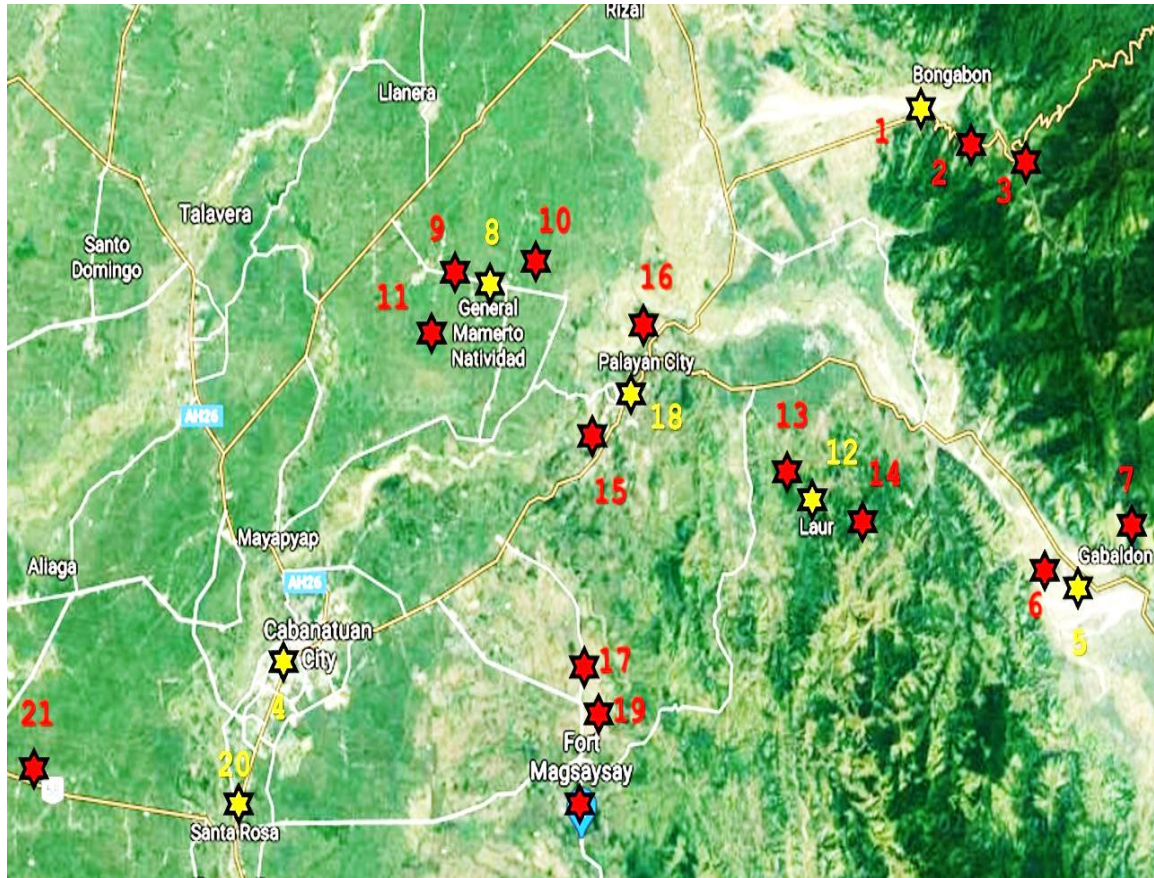 Rizal
Bongabon
Llanera
1
2
3
Talavera
9
8
10
Santo
Domingo
16
11
General
Mamerto
Natividad
Palayan City
AH26
18
13
12
15
14
7
Laur
Mayapyap
Gabaldon
Aliaga
AH26
6
Cabanatuan
City
5
17
4
19
21
Fort
Magsaysay
20
Santa Rosa